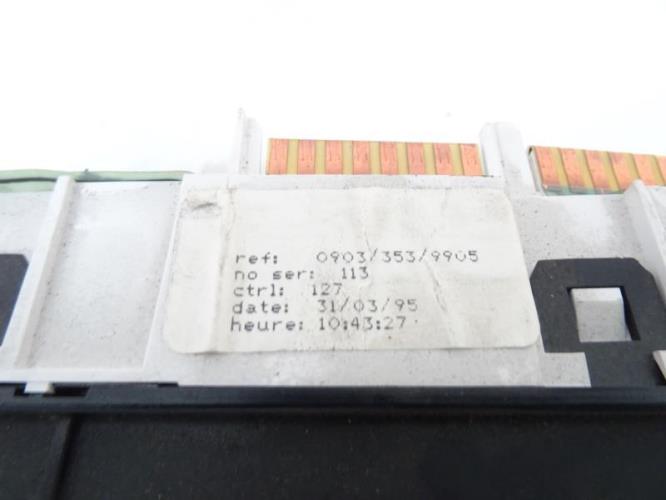 ref: 0903/353/9905
no ser: 113
ctrl: 127
date: 31/03/95
heure: 10:43:27